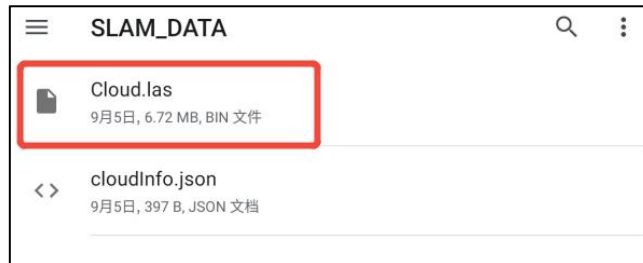 SLAM_DATA
Cloud.las
9月5日, 6.72 MB, BIN 文件
cloudInfo.json
9月5日, 397 B, JSON 文档